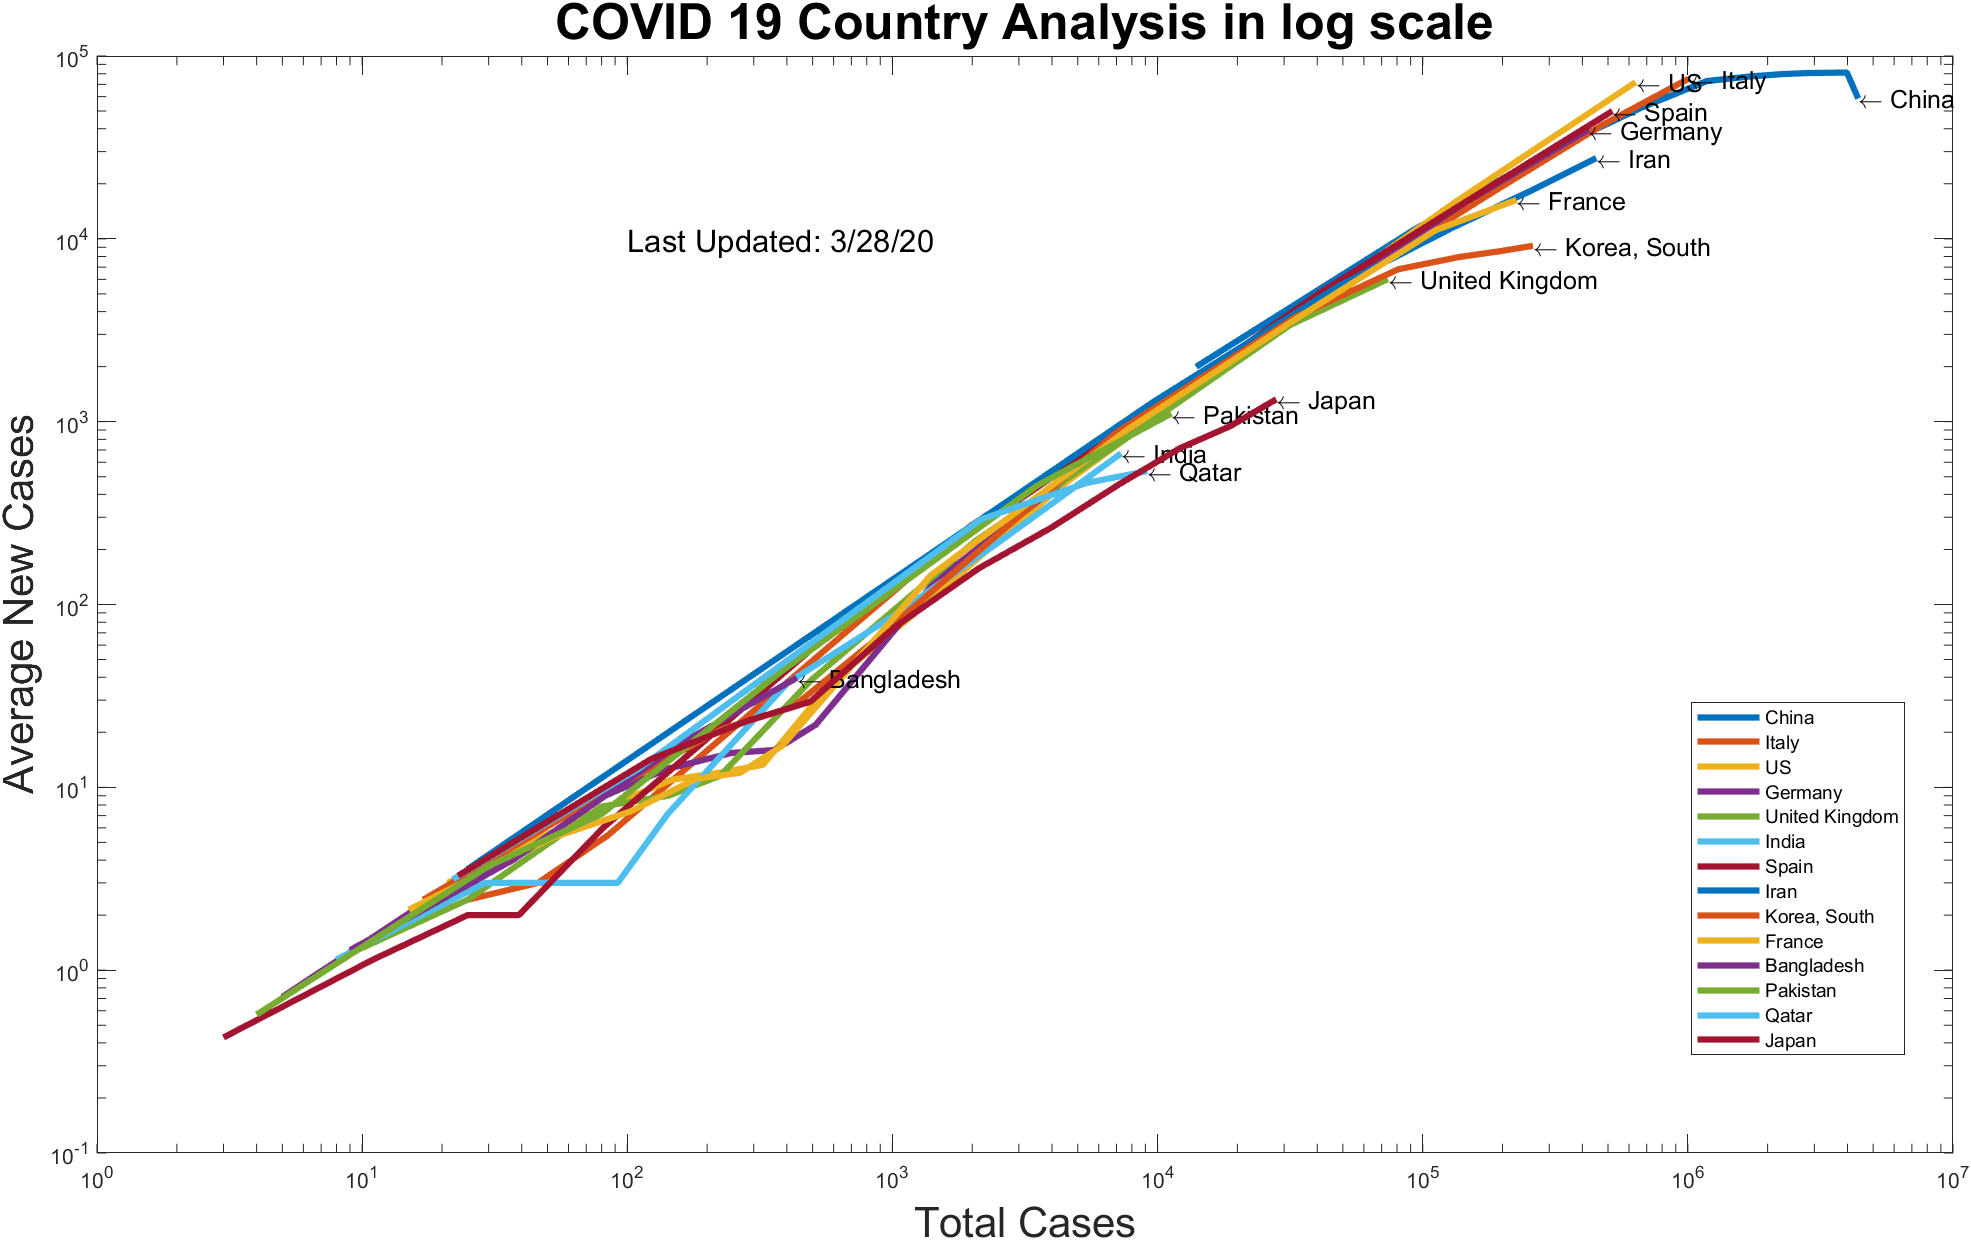 COVID 19 Country Analysis in log scale
10^5
10^4
10^3
10^2
10^1
10^0
10^-1
Average New Cases
Last Updated: 3/28/20
← US
← Italy
← China
← Spain
← Germany
← Iran
← France
← Korea, South
← United Kingdom
← Japan
← Pakistan
← India
← Qatar
← Bangladesh
China
Italy
US
Germany
United Kingdom
India
Spain
Iran
Korea, South
France
Bangladesh
Pakistan
Qatar
Japan
10^0 10^1 10^2 10^3 10^4 10^5 10^6 10^7
Total Cases